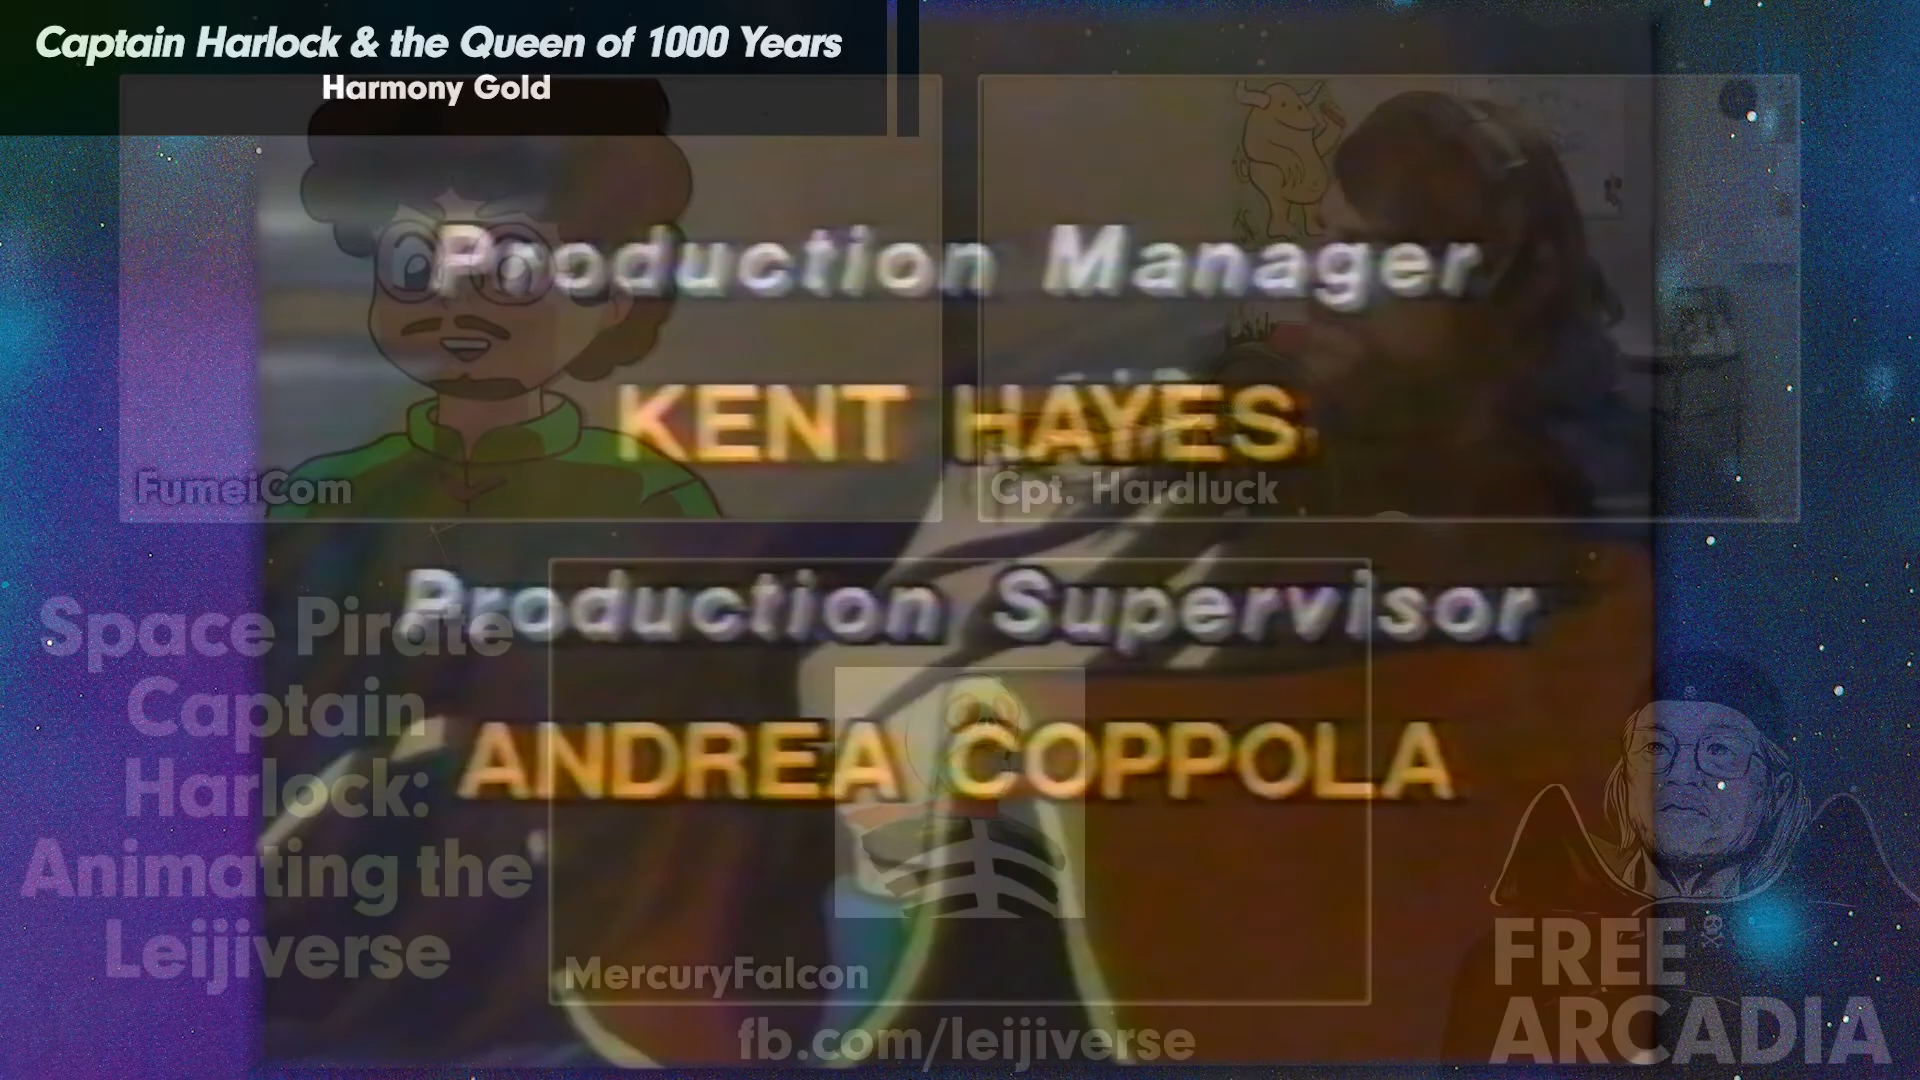 Captain Harlock & the Queen of 1000 Years
Harmony Gold
Production Manager
KENT HAYES
FumeiCom
Cpt. Hardluck
Production Supervisor
ANDREA COPPOLA
Space Pirate
Captain
Harlock:
Animating the
Leijiverse
MercuryFalcon
fb.com/leijiverse
FREE
ARCADIA